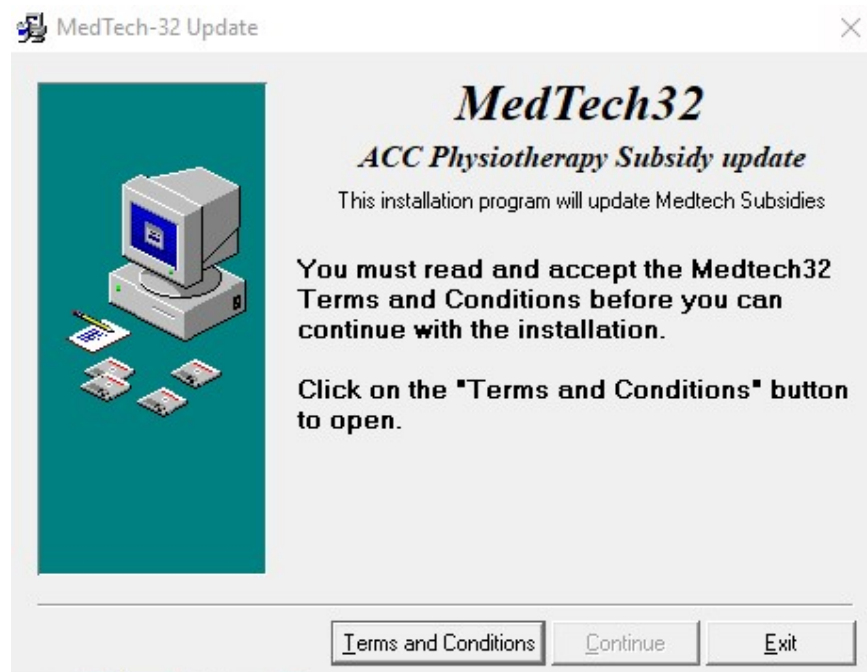 MedTech-32 Update
MedTech32
ACC Physiotherapy Subsidy update
This installation program will update Medtech Subsidies
You must read and accept the Medtech32
Terms and Conditions before you can
continue with the installation.
Click on the "Terms and Conditions" button
to open.
Terms and Conditions
Continue
Exit